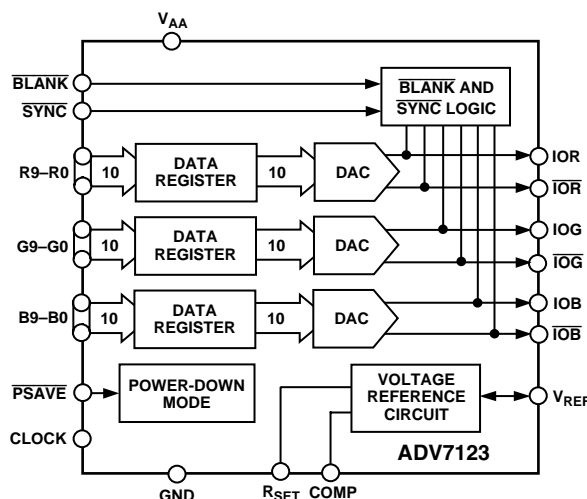 VAA
BLANK
SYNC
BLANK AND
SYNC LOGIC
R9–R0
10
DATA
REGISTER
10
DAC
IOR
IOR
G9–G0
10
DATA
REGISTER
10
DAC
IOG
IOG
B9–B0
10
DATA
REGISTER
10
DAC
IOB
IOB
PSAVE
POWER-DOWN
MODE
VOLTAGE
REFERENCE
CIRCUIT
VREF
CLOCK
ADV7123
GND
RSET
COMP